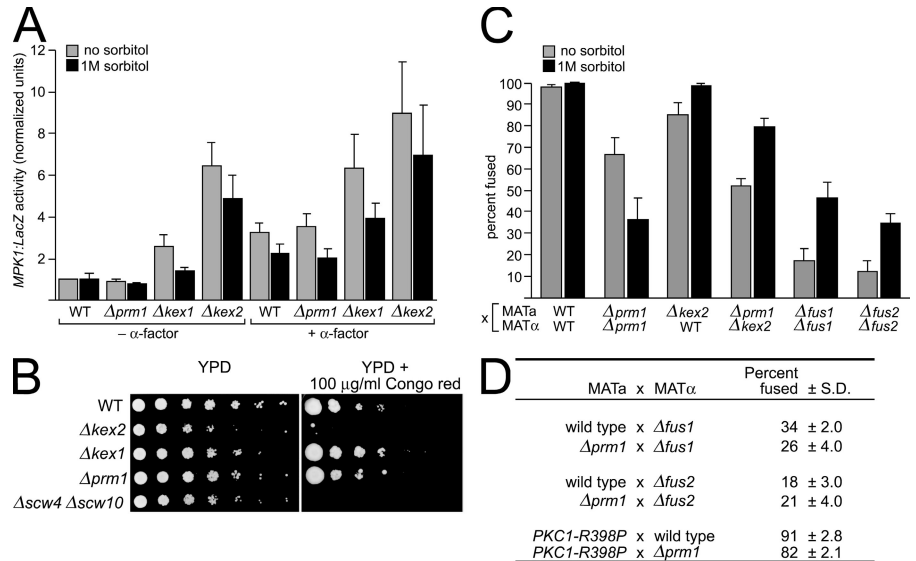 A
no sorbitol
1M sorbitol
MPK1:LacZ activity (normalized units)
12
10
8
6
4
2
WT Δprm1 Δkex1 Δkex2 WT Δprm1 Δkex1 Δkex2
– α-factor + α-factor
B
YPD YPD +
100 μg/ml Congo red
WT
Δkex2
Δkex1
Δprm1
Δscw4 Δscw10
C
no sorbitol
1M sorbitol
percent fused
100
90
80
70
60
50
40
30
20
10
x MATa WT Δprm1 Δkex2 Δprm1 Δfus1 Δfus2
MATα WT Δprm1 WT Δkex2 Δfus1 Δfus2
D
Percent
MATa x MATα fused ± S.D.
wild type x Δfus1 34 ± 2.0
Δprm1 x Δfus1 26 ± 4.0
wild type x Δfus2 18 ± 3.0
Δprm1 x Δfus2 21 ± 4.0
PKC1-R398P x wild type 91 ± 2.8
PKC1-R398P x Δprm1 82 ± 2.1